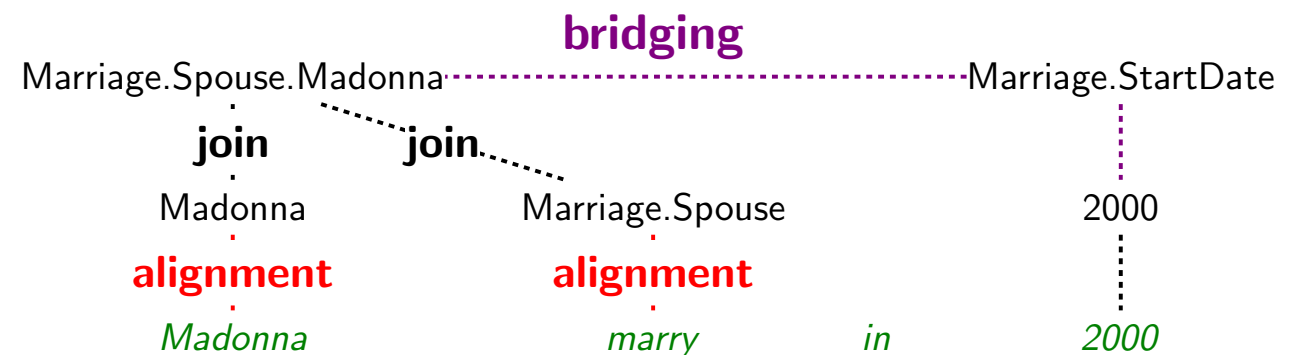 bridging
Marriage.Spouse.Madonna Marriage.StartDate
join join
Madonna Marriage.Spouse 2000
alignment alignment
Madonna marry in 2000